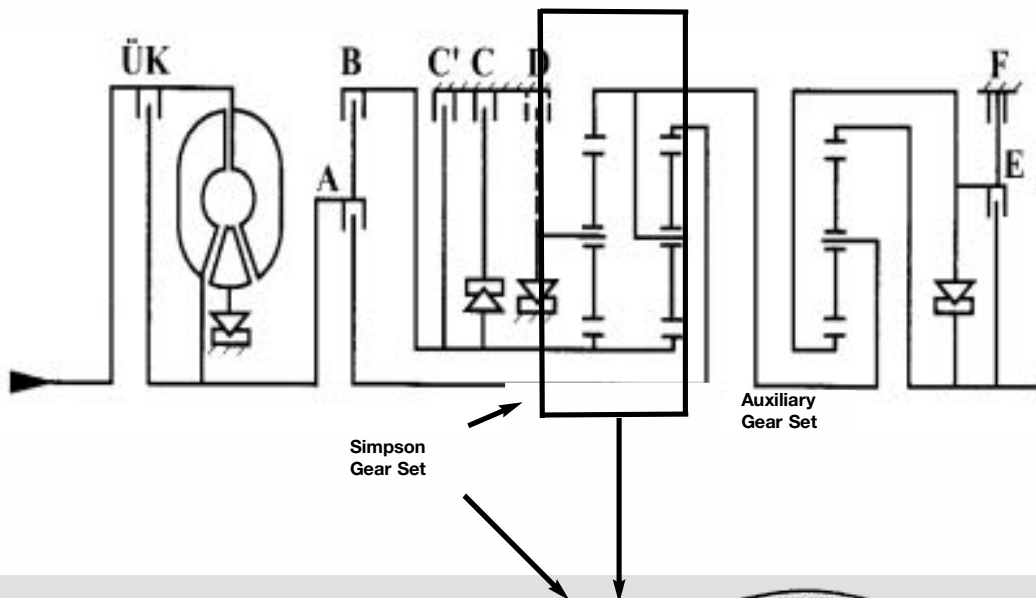 ÜK
B
C' C D
F
A
E
Auxiliary
Gear Set
Simpson
Gear Set